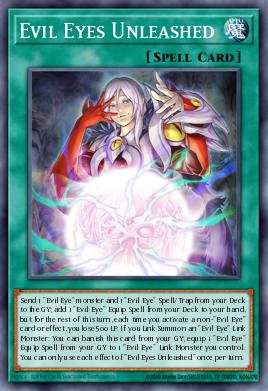 EVIL EYES UNLEASHED
魔
[SPELL CARD]
Send 1 "Evil Eye" monster and 1 "Evil Eye" Spell/Trap from your Deck
to the GY; add 1 "Evil Eye" Equip Spell from your Deck to your hand,
but for the rest of this turn, each time you activate a non-"Evil Eye"
card or effect, you lose 500 LP. If you Link Summon an "Evil Eye" Link
Monster: You can banish this card from your GY; equip 1 "Evil Eye"
Equip Spell from your GY to 1 "Evil Eye" Link Monster you control.
You can only use each effect of "Evil Eyes Unleashed" once per turn.